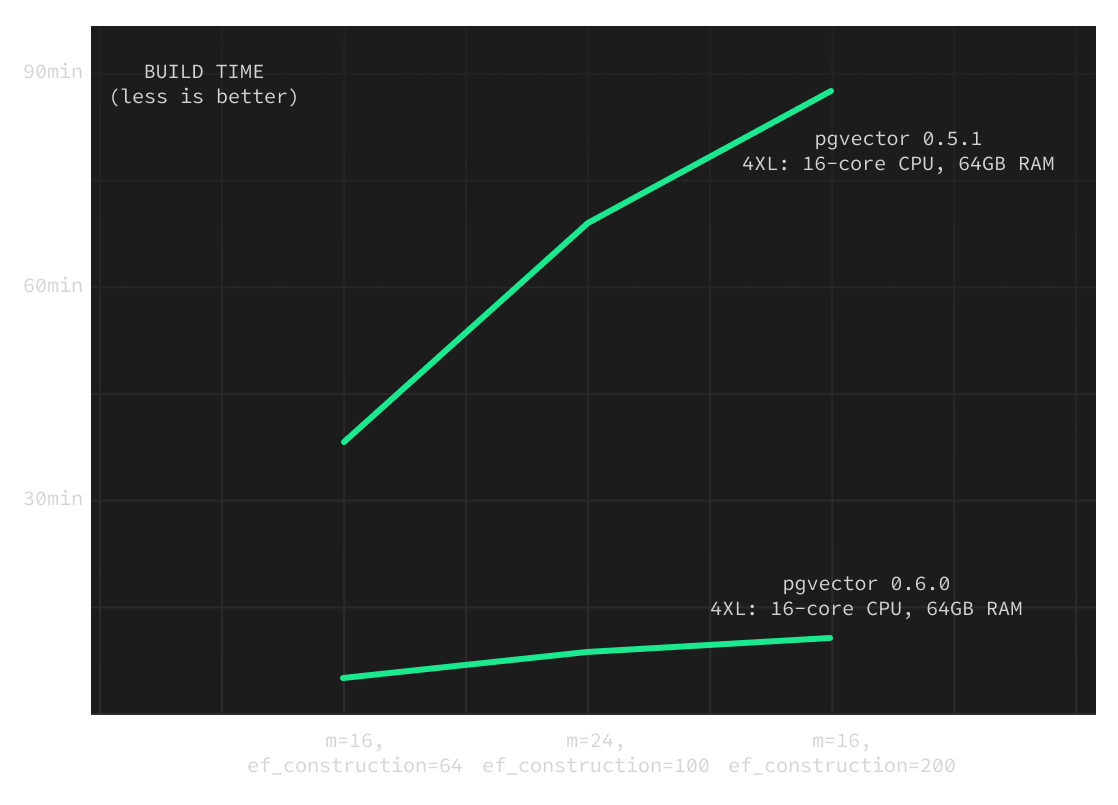 90min
BUILD TIME
(less is better)
pgvector 0.5.1
4XL: 16-core CPU, 64GB RAM
60min
30min
pgvector 0.6.0
4XL: 16-core CPU, 64GB RAM
m=16,
ef_construction=64
m=24,
ef_construction=100
m=16,
ef_construction=200